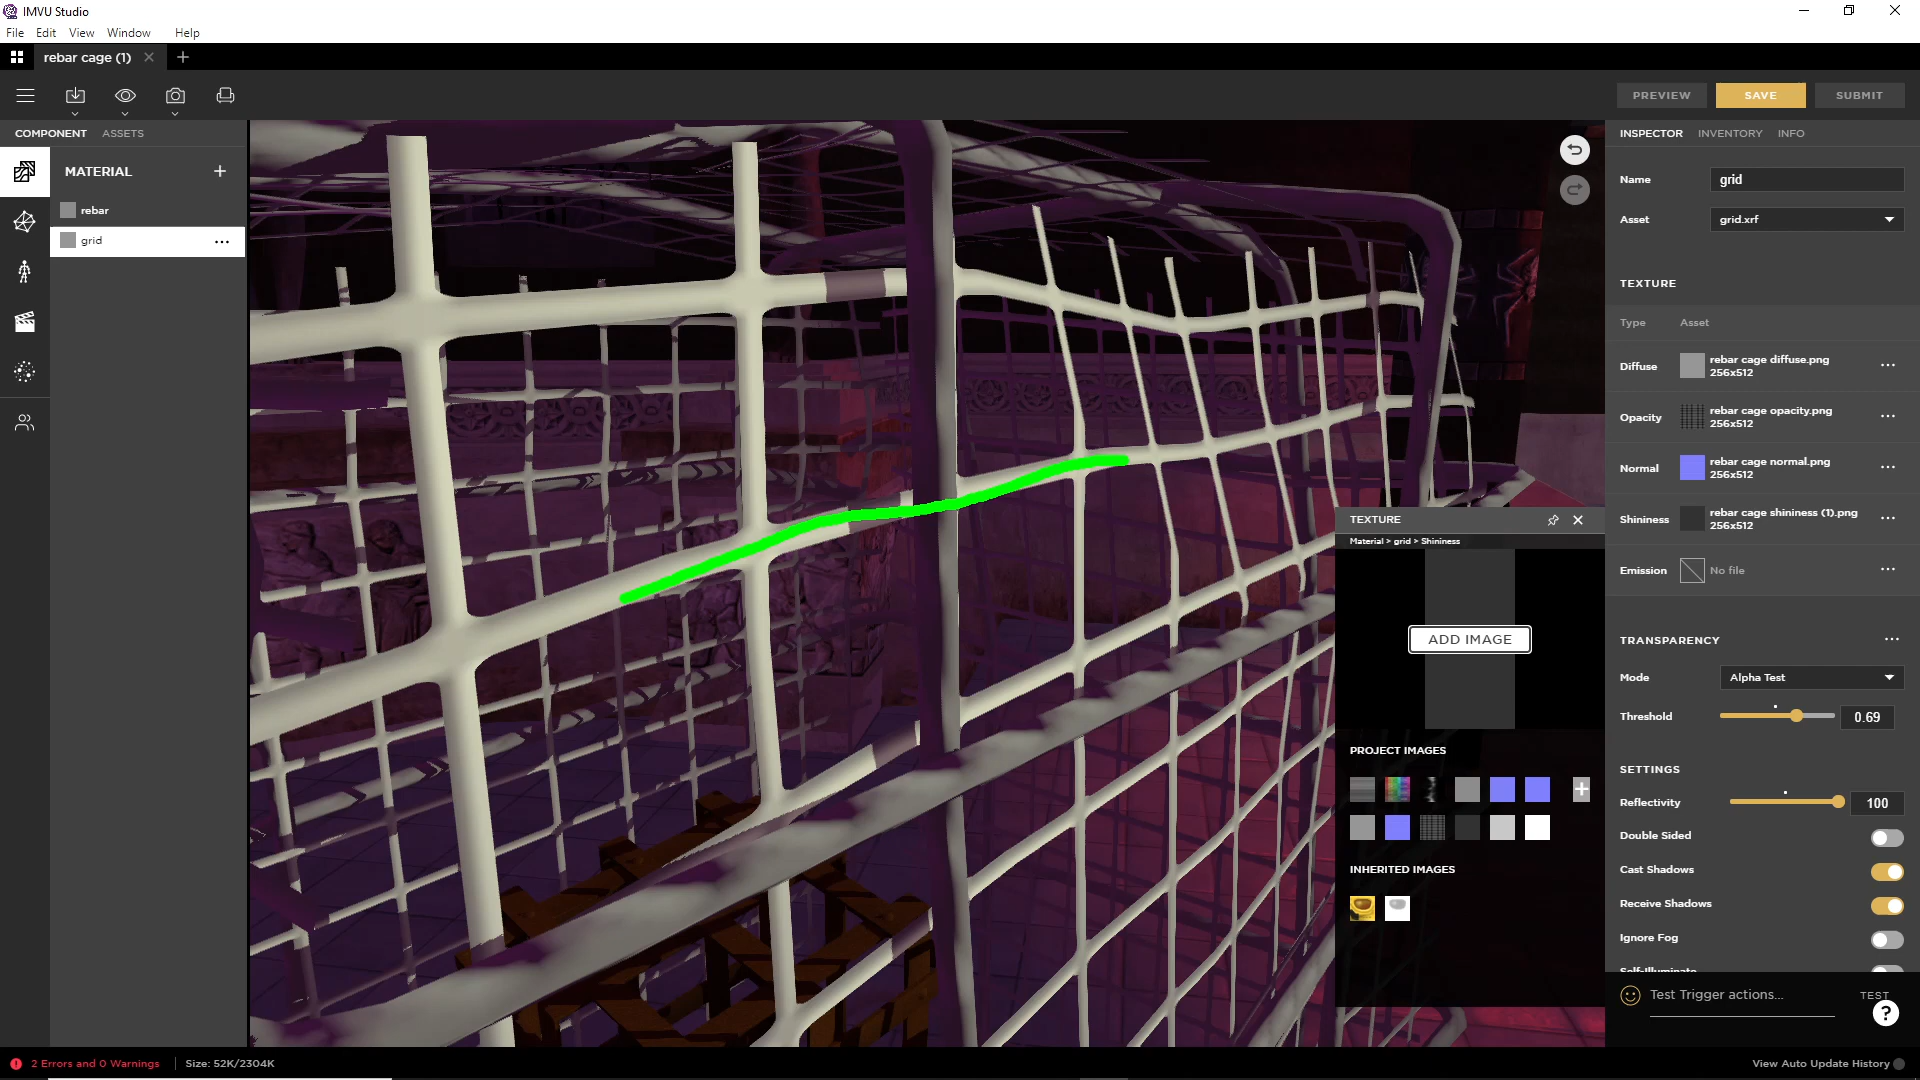 IMVU Studio
File Edit View Window Help
rebar cage (1)
PREVIEW SAVE SUBMIT
COMPONENT ASSETS
MATERIAL
rebar
grid
INSPECTOR INVENTORY INFO
Name grid
Asset grid.xrf
TEXTURE
Type Asset
Diffuse rebar cage diffuse.png
256x512
Opacity rebar cage opacity.png
256x512
Normal rebar cage normal.png
256x512
Shininess rebar cage shininess (1).png
256x512
Emission No file
TRANSPARENCY
Mode Alpha Test
Threshold 0.69
SETTINGS
Reflectivity 100
Double Sided
Cast Shadows
Receive Shadows
Ignore Fog
Self-Illuminate
Test Trigger actions... TEST
?
TEXTURE
Material > grid > Shininess
ADD IMAGE
PROJECT IMAGES
INHERITED IMAGES
2 Errors and 0 Warnings Size: 52K/2304K
View Auto Update History